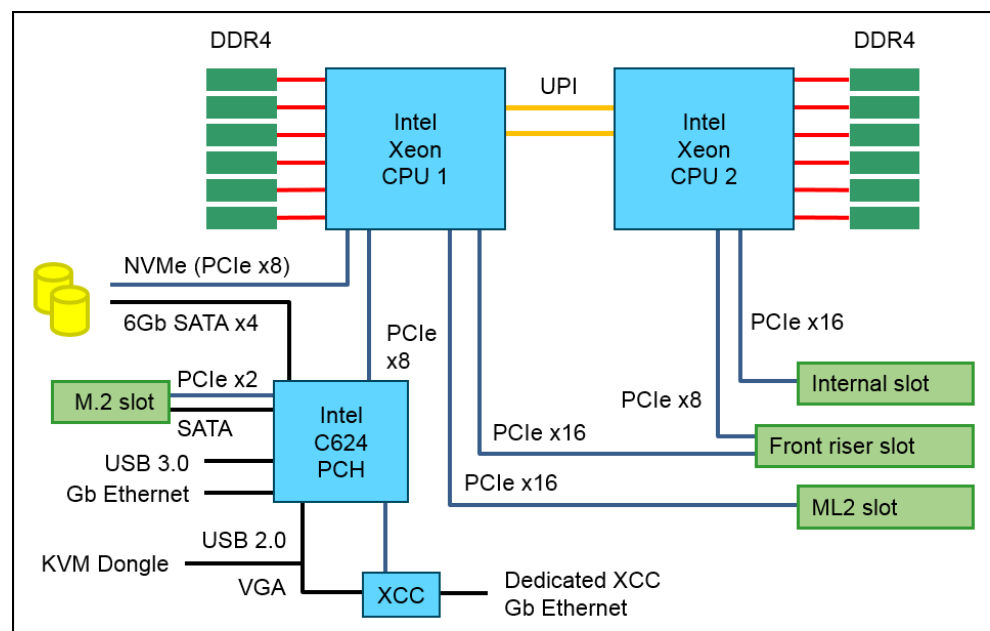 DDR4
DDR4
UPI
Intel
Xeon
CPU 1
Intel
Xeon
CPU 2
NVMe (PCIe x8)
6Gb SATA x4
PCIe
x8
PCIe x16
PCIe x2
M.2 slot
SATA
Internal slot
PCIe x8
Intel
C624
PCH
PCIe x16
Front riser slot
USB 3.0
Gb Ethernet
PCIe x16
ML2 slot
USB 2.0
KVM Dongle
VGA
XCC
Dedicated XCC
Gb Ethernet